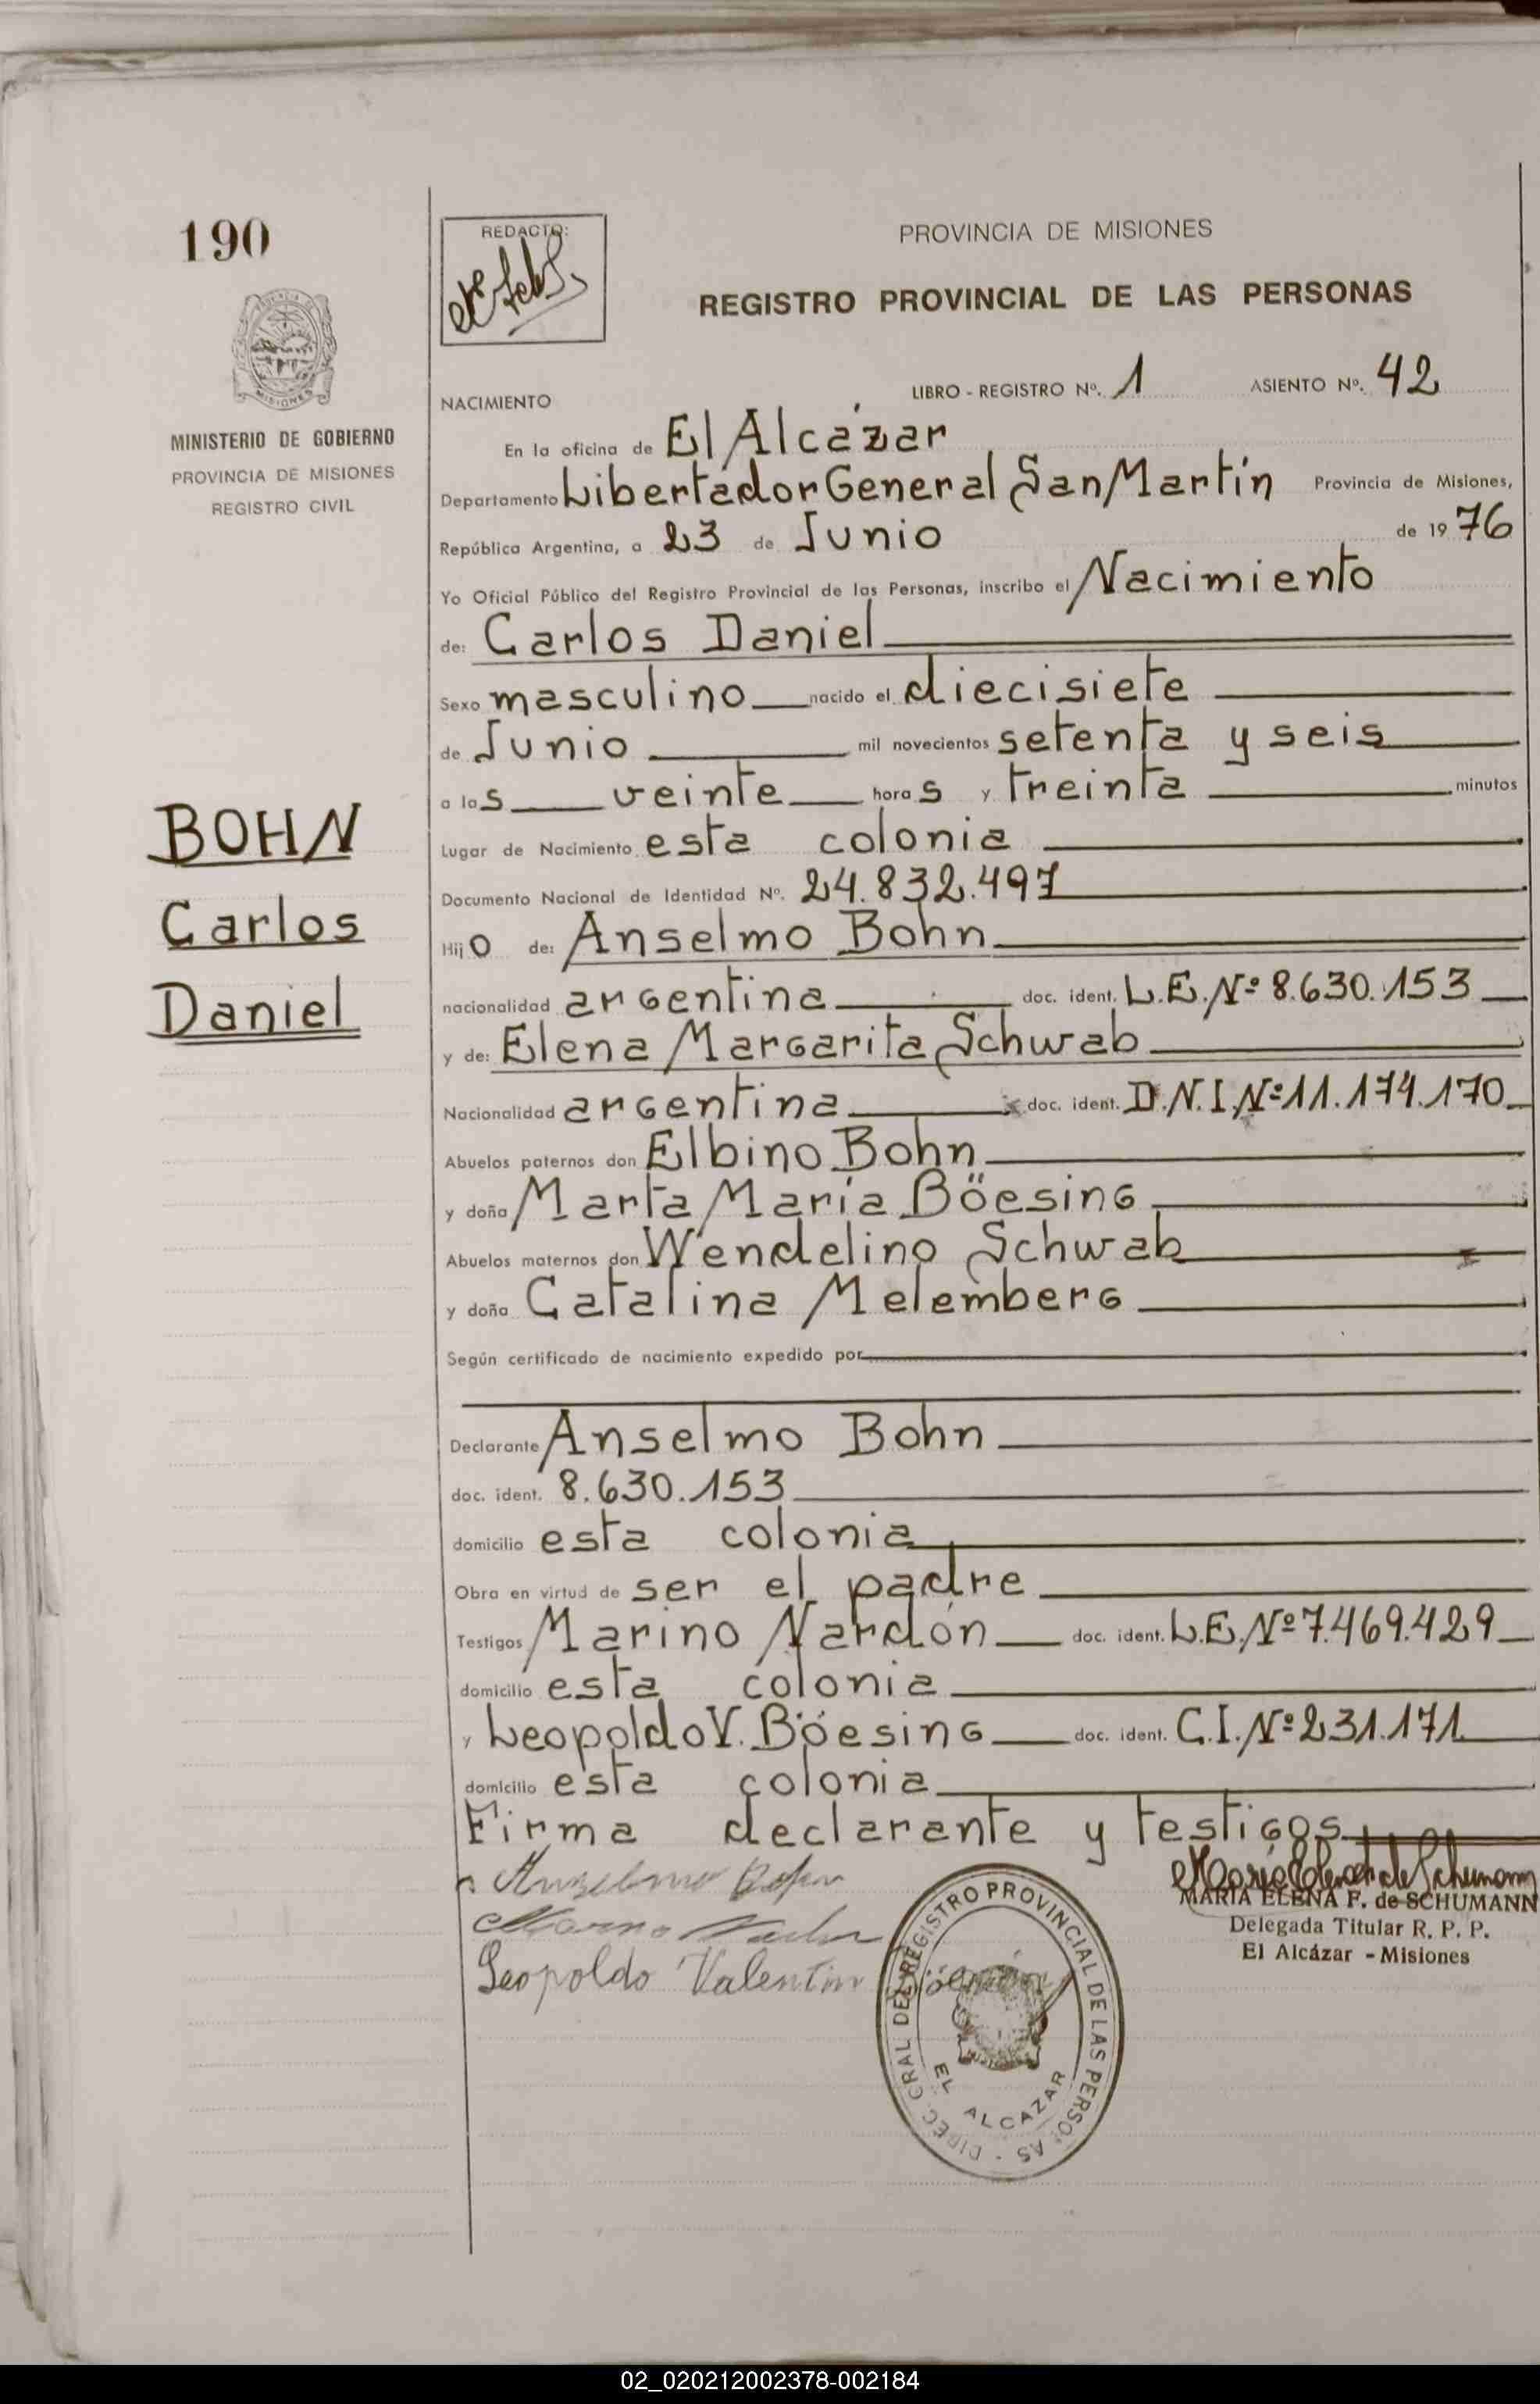 190
MINISTERIO DE GOBIERNO
PROVINCIA DE MISIONES
REGISTRO CIVIL
BOHN
Carlos
Daniel
REDACTO:
PROVINCIA DE MISIONES
REGISTRO PROVINCIAL DE LAS PERSONAS
LIBRO - REGISTRO Nº. 1 ASIENTO Nº. 42
NACIMIENTO
En la oficina de El Alcázar
Departamento Libertador General San Martín Provincia de Misiones,
República Argentina, a 23 de Junio de 1976
Yo Oficial Público del Registro Provincial de las Personas, inscribo el Nacimiento
de: Carlos Daniel
Sexo masculino nacido el diecisiete
de Junio mil novecientos setenta y seis
a las veinte horas y treinta minutos
Lugar de Nacimiento esta colonia
Documento Nacional de Identidad Nº. 24.832.497
Hijo de: Anselmo Bohn
nacionalidad argentina doc. ident. L.E.Nº 8.630.153
y de: Elena Margarita Schwab
Nacionalidad argentina doc. ident. D.N.I.Nº 11.174.170
Abuelos paternos don Elbino Bohn
y doña Marta María Böesing
Abuelos maternos don Wendelino Schwab
y doña Catalina Melemberg
Según certificado de nacimiento expedido por
Declarante Anselmo Bohn
doc. ident. 8.630.153
domicilio esta colonia
Obra en virtud de ser el padre
Testigos Marino Nardón doc. ident. L.E.Nº 7.469.429
domicilio esta colonia
y Leopoldo V. Böesing doc. ident. C.I.Nº 231.171
domicilio esta colonia
Firma declarante y testigos
Anselmo Bohn
Leopoldo Valentin
MARIA ELENA F. de SCHUMANN
Delegada Titular R. P. P.
El Alcázar - Misiones
DIREC. GRAL DEL REGISTRO PROVINCIAL DE LAS PERSONAS
EL ALCAZAR
02_020212002378-002184